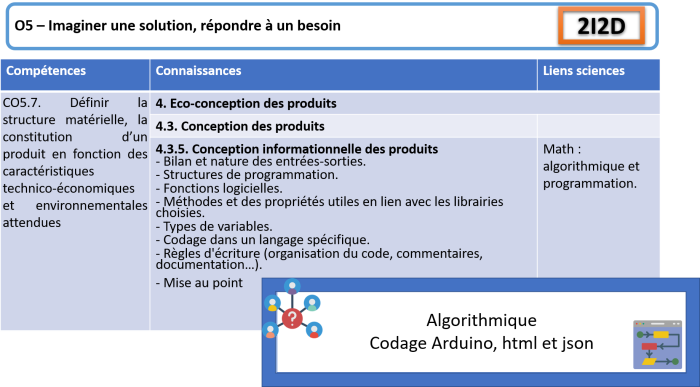 O5 – Imaginer une solution, répondre à un besoin
2I2D
Compétences
Connaissances
Liens sciences
CO5.7. Définir la
structure matérielle, la
constitution d’un
produit en fonction des
caractéristiques
technico-économiques
et environnementales
attendues
4. Eco-conception des produits
4.3. Conception des produits
4.3.5. Conception informationnelle des produits
- Bilan et nature des entrées-sorties.
- Structures de programmation.
- Fonctions logicielles.
- Méthodes et des propriétés utiles en lien avec les librairies
choisies.
- Types de variables.
- Codage dans un langage spécifique.
- Règles d'écriture (organisation du code, commentaires,
documentation…).
- Mise au point
Math :
algorithmique et
programmation.
?
Algorithmique
Codage Arduino, html et json